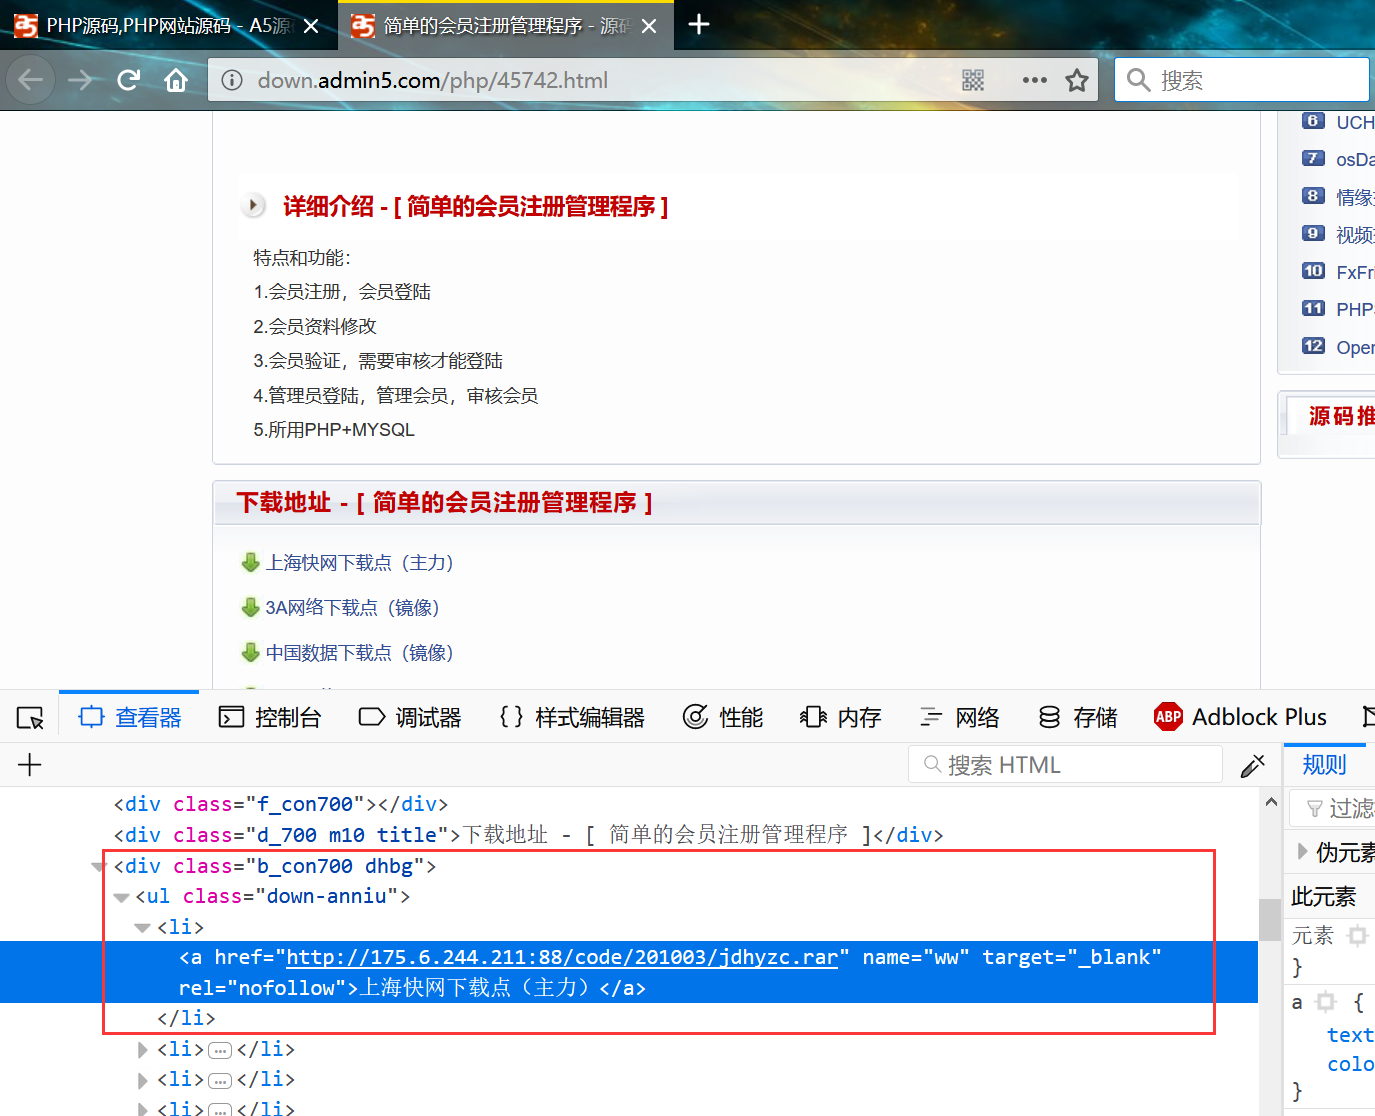 PHP源码,PHP网站源码 - A5源
简单的会员注册管理程序 - 源码
down.admin5.com/php/45742.html
搜索
6 UCH
7 osDa
8 情缘
9 视频
10 FxFri
11 PHP
12 Oper
详细介绍 - [ 简单的会员注册管理程序 ]
特点和功能：
1.会员注册，会员登陆
2.会员资料修改
3.会员验证，需要审核才能登陆
4.管理员登陆，管理会员，审核会员
5.所用PHP+MYSQL
源码推
下载地址 - [ 简单的会员注册管理程序 ]
上海快网下载点（主力）
3A网络下载点（镜像）
中国数据下载点（镜像）
查看器 控制台 调试器 样式编辑器 性能 内存 网络 存储 ABP Adblock Plus
搜索 HTML
规则
过滤
伪元素
此元素
元素
}
a {
text
colo
}
<div class="f_con700"></div>
<div class="d_700 m10 title">下载地址 - [ 简单的会员注册管理程序 ]</div>
<div class="b_con700 dhbg">
<ul class="down-anniu">
<li>
<a href="http://175.6.244.211:88/code/201003/jdhyzc.rar" name="ww" target="_blank"
rel="nofollow">上海快网下载点（主力）</a>
</li>
<li>…</li>
<li>…</li>
<li>…</li>